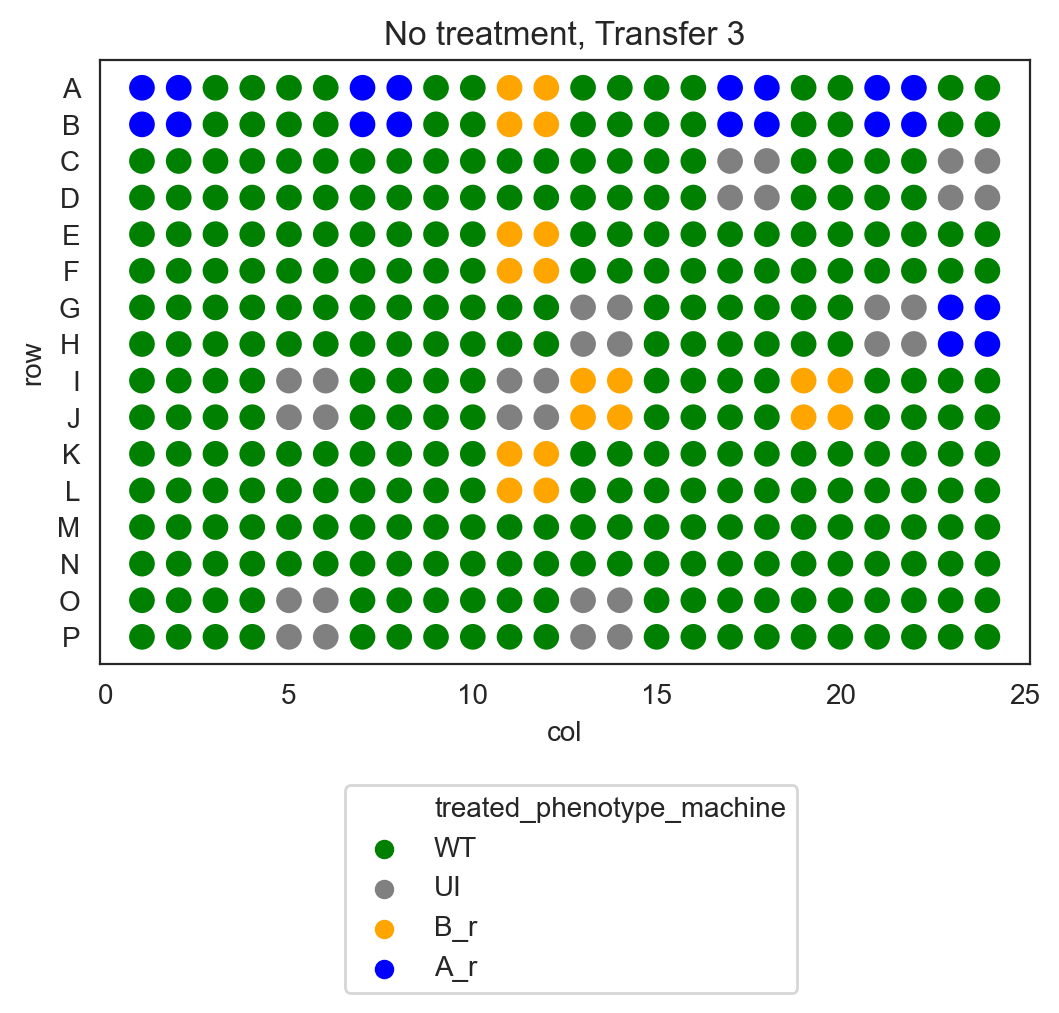 No treatment, Transfer 3
row
A
B
C
D
E
F
G
H
I
J
K
L
M
N
O
P
0 5 10 15 20 25
col
treated_phenotype_machine
WT
UI
B_r
A_r